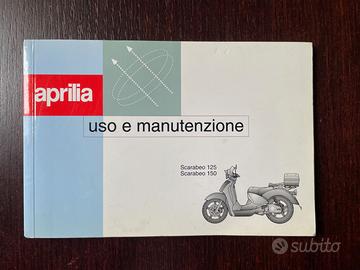 aprilia
uso e manutenzione
Scarabeo 125
Scarabeo 150
subito